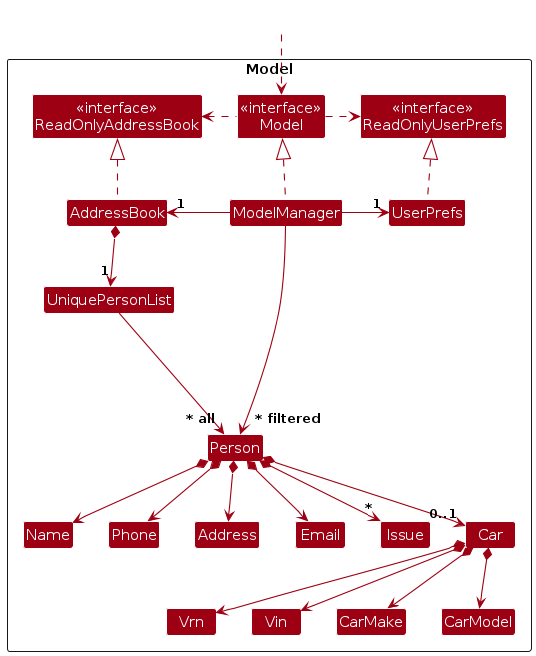 Model
«interface»
ReadOnlyAddressBook
«interface»
Model
«interface»
ReadOnlyUserPrefs
AddressBook
1
ModelManager
1
UserPrefs
1
UniquePersonList
* all
* filtered
Person
*
0..1
Name
Phone
Address
Email
Issue
Car
Vrn
Vin
CarMake
CarModel